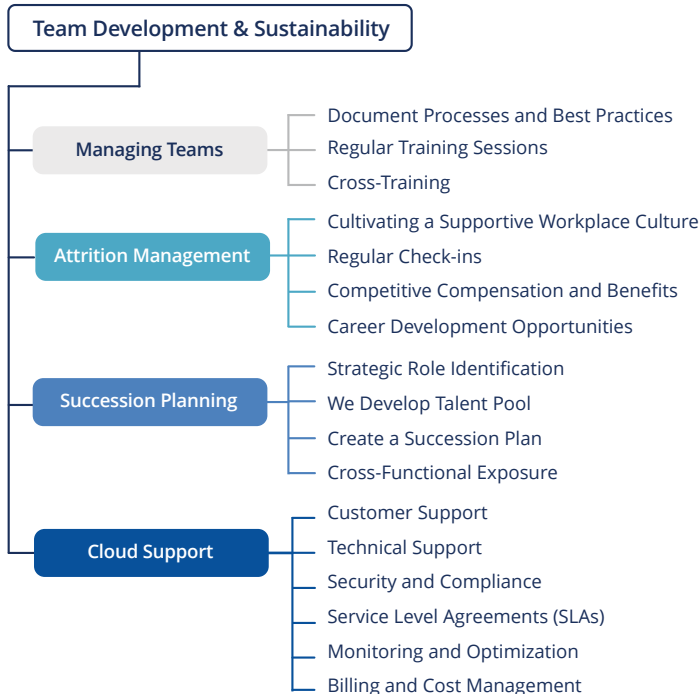 Team Development & Sustainability
Managing Teams
Document Processes and Best Practices
Regular Training Sessions
Cross-Training
Attrition Management
Cultivating a Supportive Workplace Culture
Regular Check-ins
Competitive Compensation and Benefits
Career Development Opportunities
Succession Planning
Strategic Role Identification
We Develop Talent Pool
Create a Succession Plan
Cross-Functional Exposure
Cloud Support
Customer Support
Technical Support
Security and Compliance
Service Level Agreements (SLAs)
Monitoring and Optimization
Billing and Cost Management